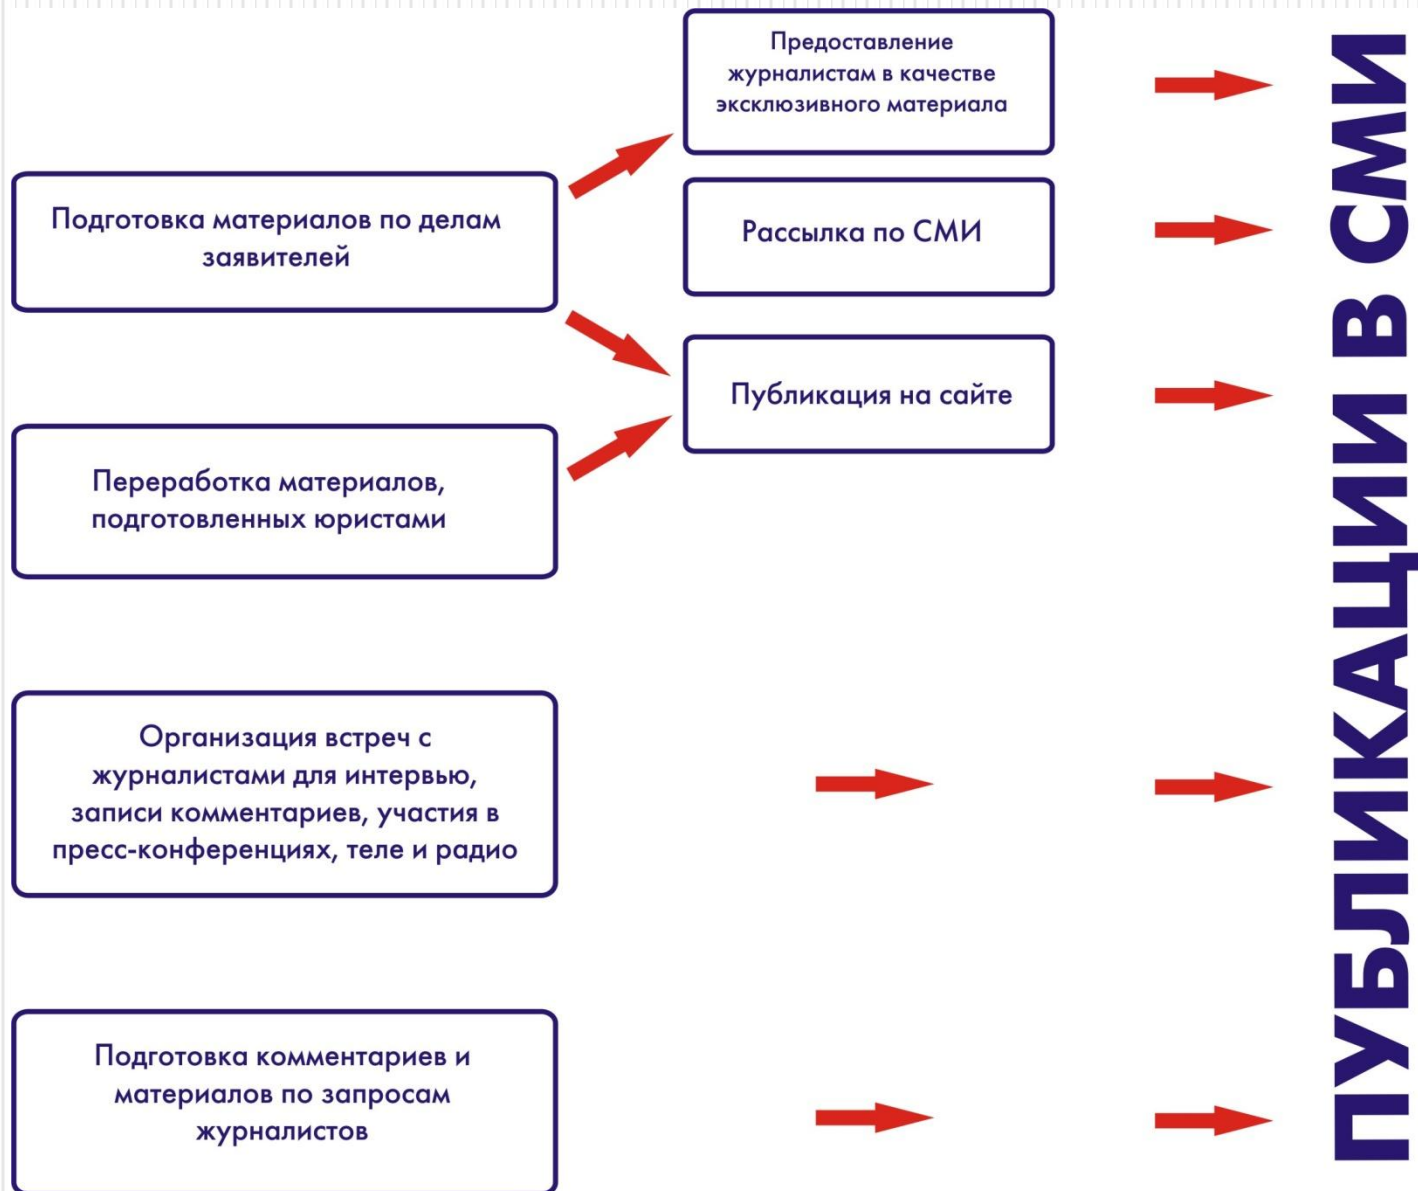 Предоставление
журналистам в качестве
эксклюзивного материала
Подготовка материалов по делам
заявителей
Рассылка по СМИ
Публикация на сайте
Переработка материалов,
подготовленных юристами
Организация встреч с
журналистами для интервью,
записи комментариев, участия в
пресс-конференциях, теле и радио
Подготовка комментариев и
материалов по запросам
журналистов
ПУБЛИКАЦИИ В СМИ